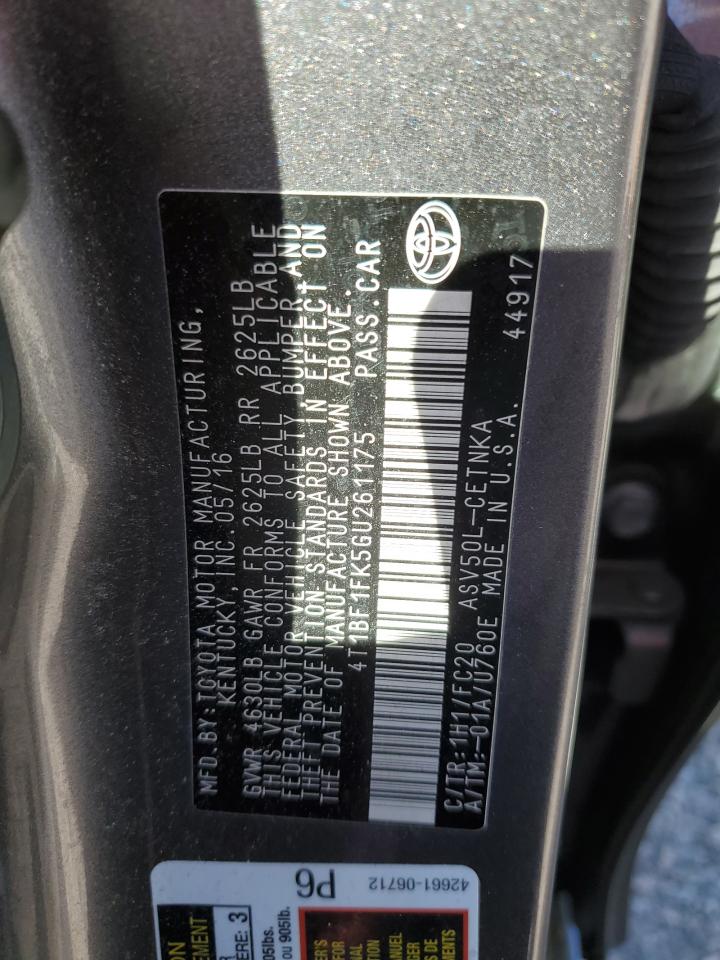 MFD.BY:TOYOTA MOTOR MANUFACTURING,
KENTUCKY, INC. 05/16
GVWR 4630LB GAWR FR 2625LB RR 2625LB
THIS VEHICLE CONFORMS TO ALL APPLICABLE
FEDERAL MOTOR VEHICLE SAFETY BUMPER, AND
THEFT PREVENTION STANDARDS IN EFFECT ON
THE DATE OF MANUFACTURE SHOWN ABOVE.
4T1BF1FK5GU261175 PASS.CAR
C/TR:1H1/FC20 ASV50L-CETNKA
A/TM:-01A/U760E MADE IN U.S.A. 44917
P6
42661-06712
3
905lb.
MANUEL